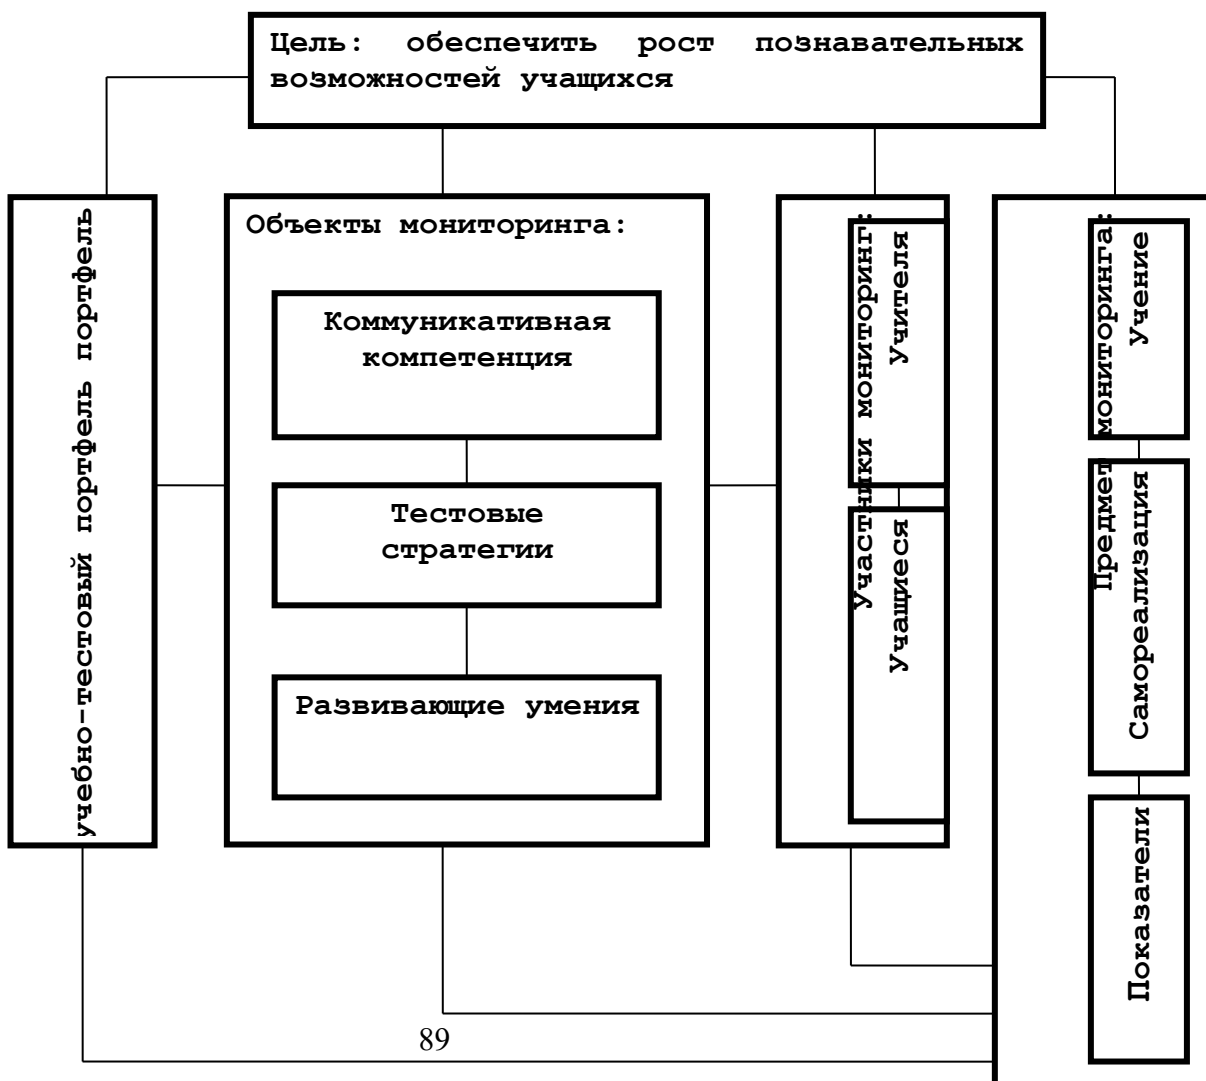 Цель: обеспечить рост познавательных
возможностей учащихся
учебно-тестовый портфель портфель
Объекты мониторинга:
Коммуникативная
компетенция
Тестовые
стратегии
Развивающие умения
Участники мониторинг:
Учителя
Учащиеся
Предмет мониторинга:
Учение
Самореализация
Показатели
89